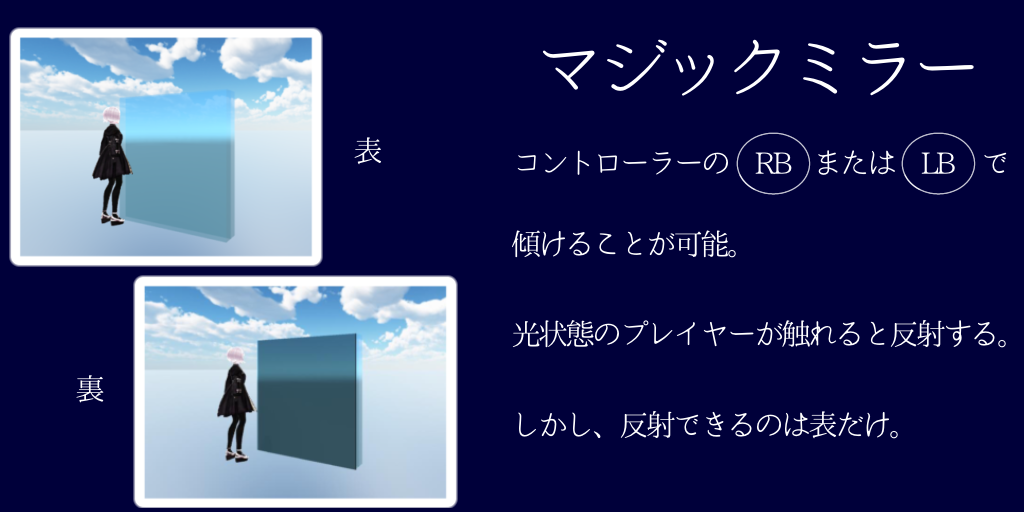 マジックミラー
表
コントローラーの RB または LB で
傾けることが可能。
光状態のプレイヤーが触れると反射する。
裏
しかし、反射できるのは表だけ。